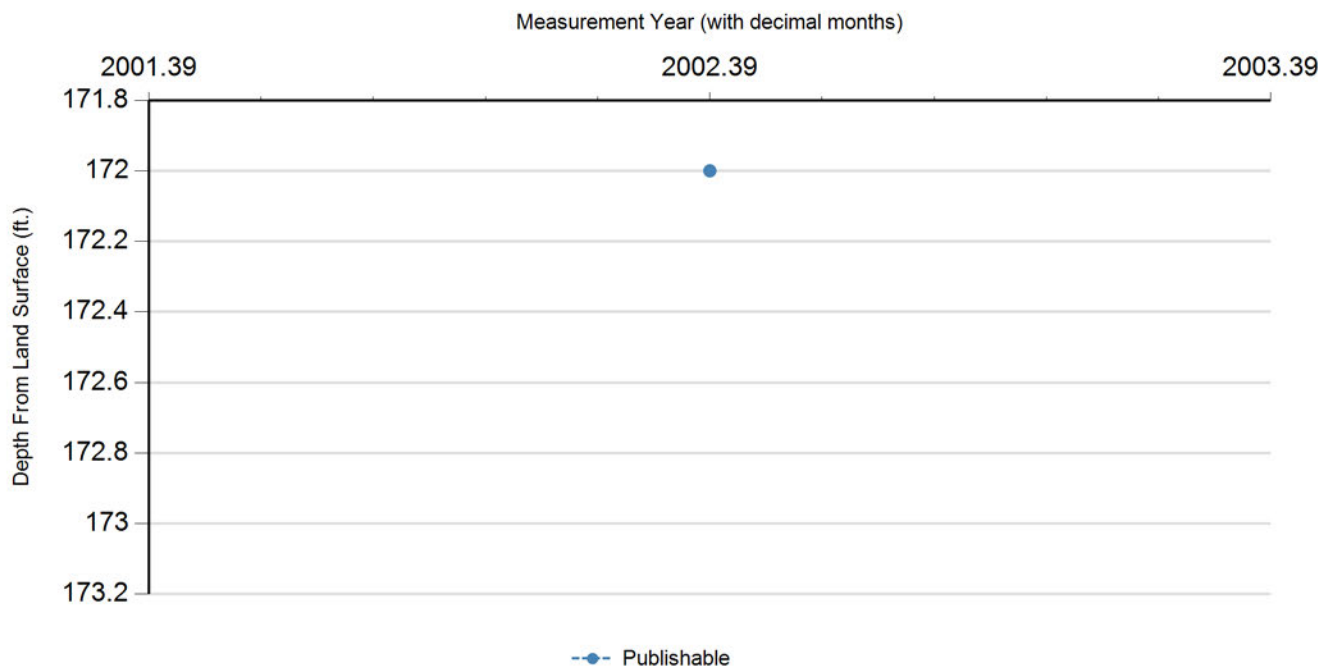 Measurement Year (with decimal months)
2001.39 2002.39 2003.39
171.8
172
172.2
172.4
172.6
172.8
173
173.2
Depth From Land Surface (ft.)
Publishable